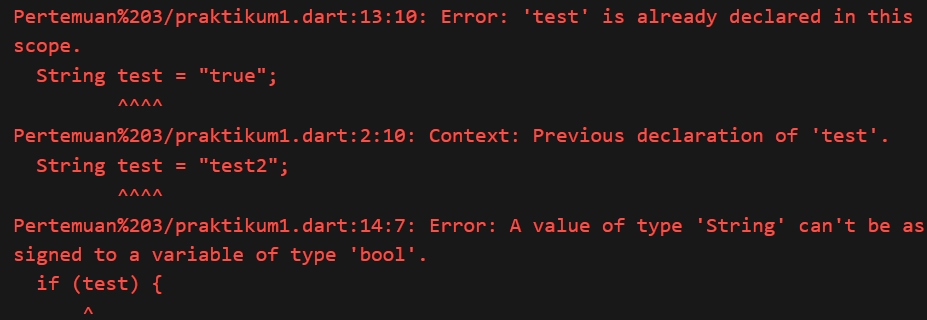 Pertemuan%203/praktikum1.dart:13:10: Error: 'test' is already declared in this
scope.
  String test = "true";
         ^^^^
Pertemuan%203/praktikum1.dart:2:10: Context: Previous declaration of 'test'.
  String test = "test2";
         ^^^^
Pertemuan%203/praktikum1.dart:14:7: Error: A value of type 'String' can't be as
signed to a variable of type 'bool'.
  if (test) {
      ^